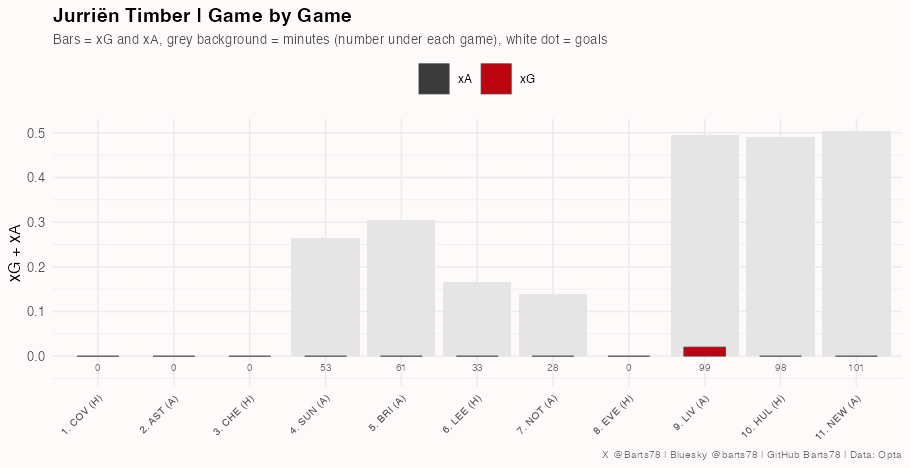 Jurriën Timber | Game by Game
Bars = xG and xA, grey background = minutes (number under each game), white dot = goals
xA xG
xG + xA
0.5
0.4
0.3
0.2
0.1
0.0
0 0 0 53 61 33 28 0 99 98 101
1. COV (H) 2. AST (A) 3. CHE (H) 4. SUN (A) 5. BRI (A) 6. LEE (H) 7. NOT (A) 8. EVE (H) 9. LIV (A) 10. HUL (H) 11. NEW (A)
X @Barts78 | Bluesky @barts78 | GitHub Barts78 | Data: Opta